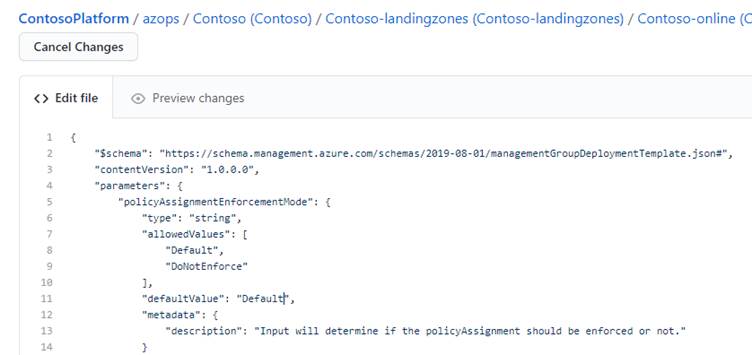 ContosoPlatform / azops / Contoso (Contoso) / Contoso-landingzones (Contoso-landingzones) / Contoso-online (C
Cancel Changes
<> Edit file Preview changes
1 {
2 "$schema": "https://schema.management.azure.com/schemas/2019-08-01/managementGroupDeploymentTemplate.json#",
3 "contentVersion": "1.0.0.0",
4 "parameters": {
5 "policyAssignmentEnforcementMode": {
6 "type": "string",
7 "allowedValues": [
8 "Default",
9 "DoNotEnforce"
10 ],
11 "defaultValue": "Default",
12 "metadata": {
13 "description": "Input will determine if the policyAssignment should be enforced or not."
14 }